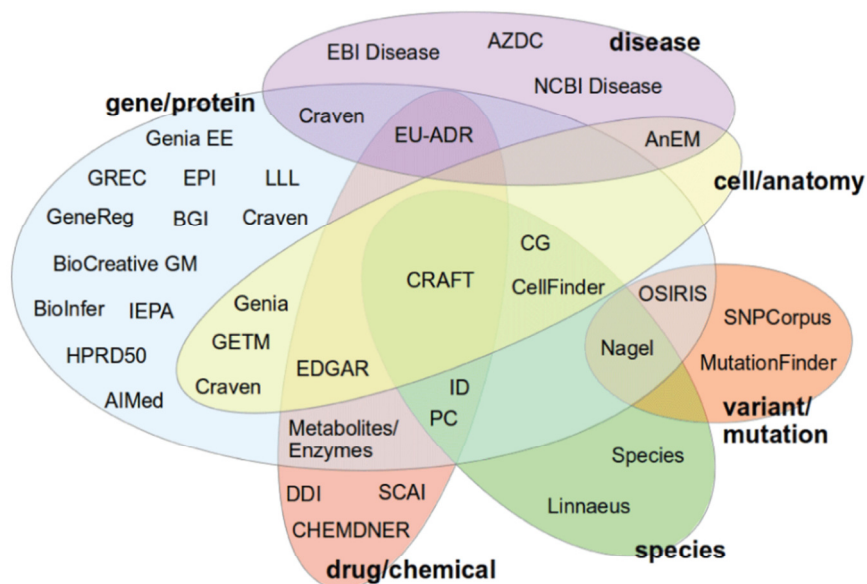 EBI Disease
AZDC
disease
NCBI Disease
gene/protein
Craven
EU-ADR
AnEM
Genia EE
cell/anatomy
GREC
EPI
LLL
GeneReg
BGI
Craven
CG
BioCreative GM
CRAFT
CellFinder
OSIRIS
BioInfer
IEPA
Genia
SNPCorpus
GETM
Nagel
HPRD50
MutationFinder
EDGAR
AIMed
Craven
ID
PC
variant/
mutation
Metabolites/
Enzymes
Species
DDI
SCAI
Linnaeus
CHEMDNER
species
drug/chemical